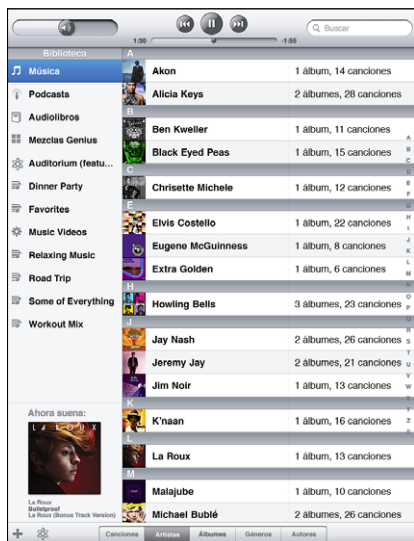 Buscar
1:30 -1:55
Biblioteca
Música
Podcasts
Audiolibros
Mezclas Genius
Auditorium (featu...
Dinner Party
Favorites
Music Videos
Relaxing Music
Road Trip
Some of Everything
Workout Mix
Ahora suena:
LA ROUX
La Roux
Bulletproof
La Roux (Bonus Track Version)
A
Akon 1 álbum, 14 canciones
Alicia Keys 2 álbumes, 28 canciones
B
Ben Kweller 1 álbum, 11 canciones
Black Eyed Peas 1 álbum, 15 canciones
C
Chrisette Michele 1 álbum, 12 canciones
E
Elvis Costello 1 álbum, 22 canciones
Eugene McGuinness 1 álbum, 8 canciones
Extra Golden 1 álbum, 6 canciones
H
Howling Bells 3 álbumes, 23 canciones
J
Jay Nash 2 álbumes, 26 canciones
Jeremy Jay 2 álbumes, 21 canciones
Jim Noir 1 álbum, 13 canciones
K
K'naan 1 álbum, 16 canciones
L
La Roux 1 álbum, 13 canciones
M
Malajube 1 álbum, 10 canciones
Michael Bublé 2 álbumes, 26 canciones
A
B
C
D
E
F
G
H
I
J
K
L
M
N
O
P
Q
R
S
T
U
V
W
X
Y
Z
Canciones Artistas Álbumes Géneros Autores